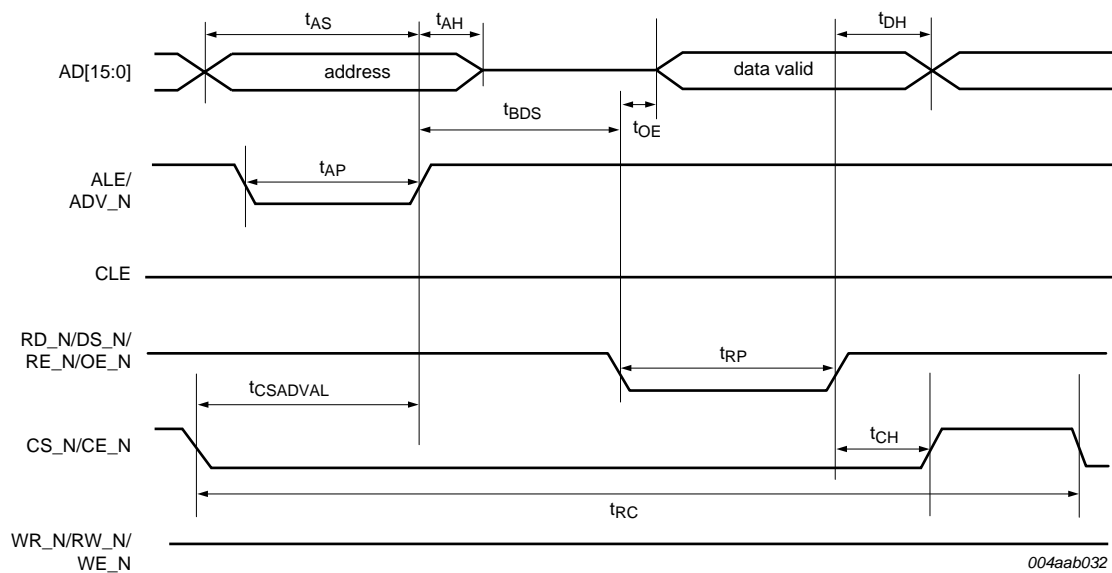 tAS
tAH
tDH
AD[15:0]
address
data valid
tBDS
tOE
ALE/
ADV_N
tAP
CLE
RD_N/DS_N/
RE_N/OE_N
tRP
tCSADVAL
CS_N/CE_N
tCH
tRC
WR_N/RW_N/
WE_N
004aab032